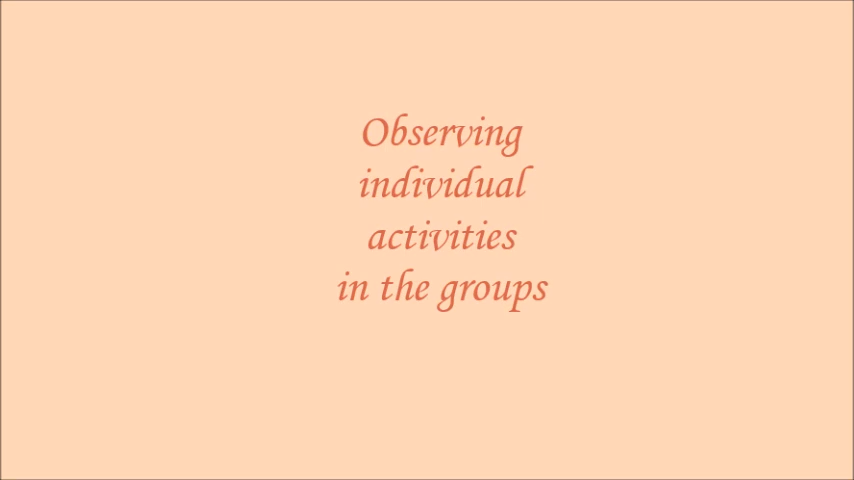 Observing
individual
activities
in the groups